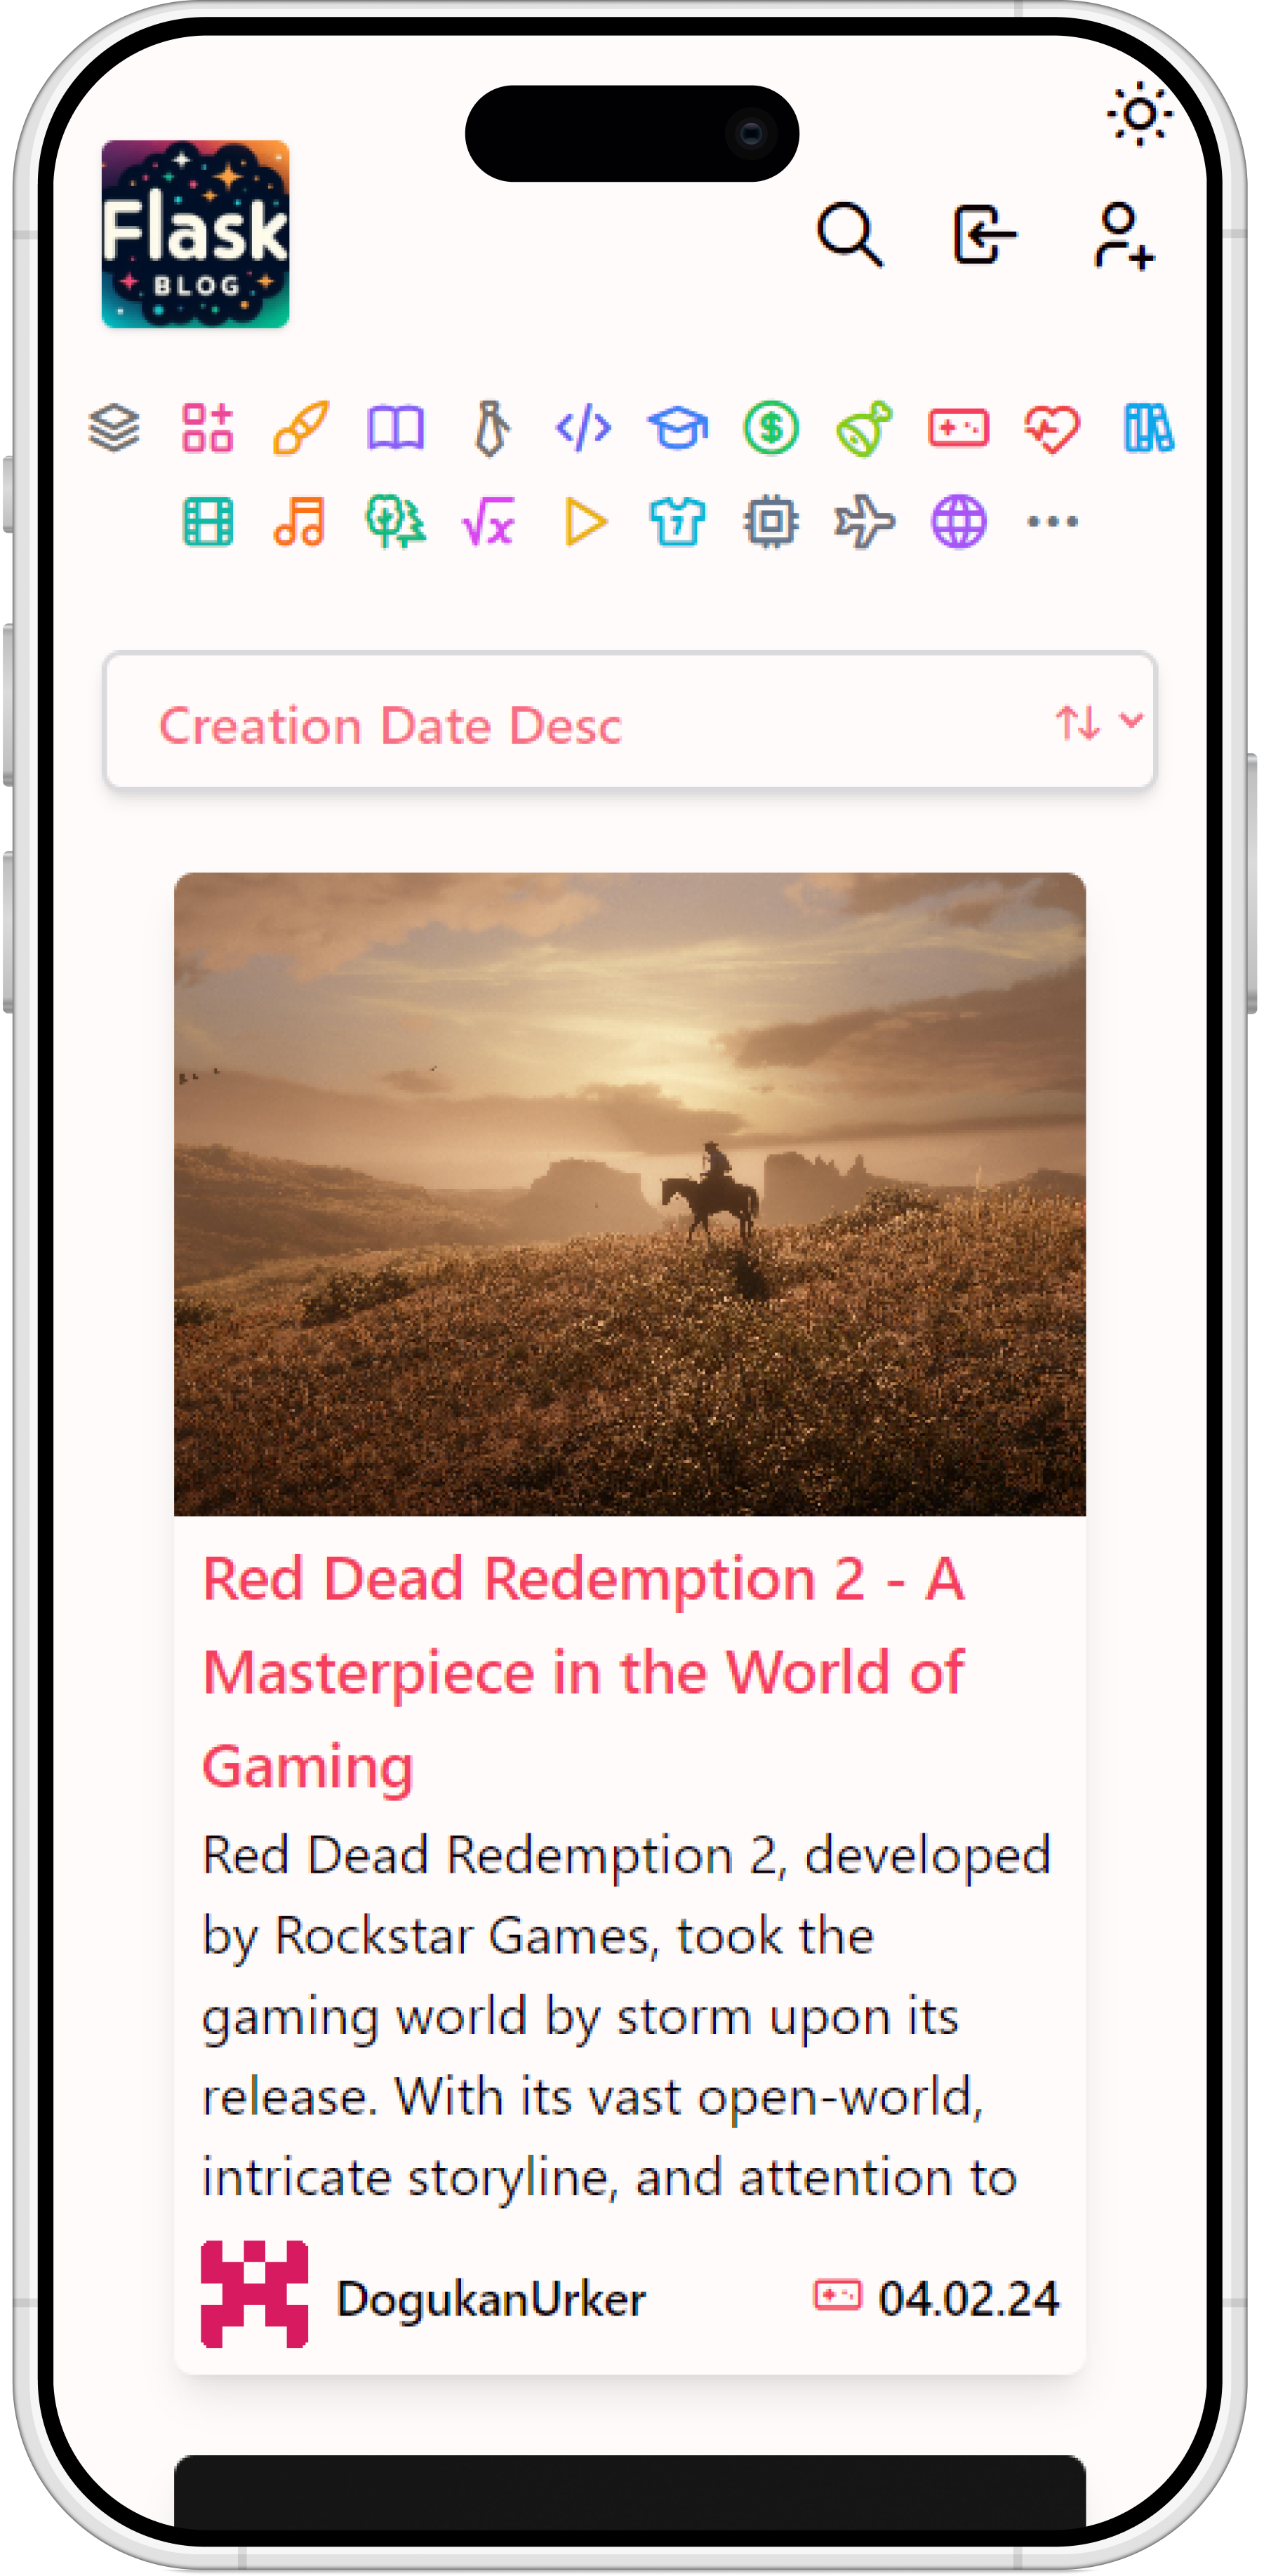 Flask
BLOG
Creation Date Desc
Red Dead Redemption 2 - A
Masterpiece in the World of
Gaming
Red Dead Redemption 2, developed
by Rockstar Games, took the
gaming world by storm upon its
release. With its vast open-world,
intricate storyline, and attention to
DogukanUrker
04.02.24